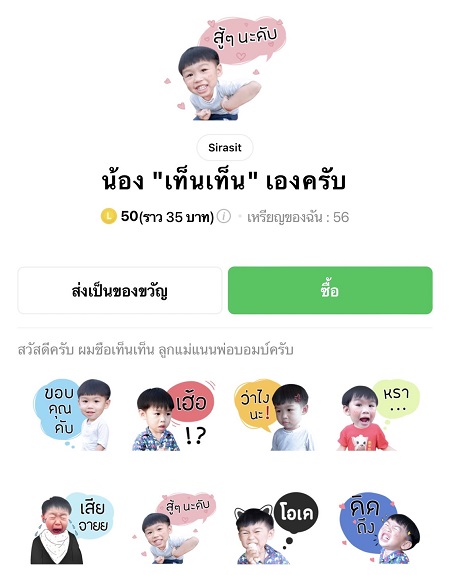 สู้ๆ นะคับ
Sirasit
น้อง "เท็นเท็น" เองครับ
L 50(ราว 35 บาท) i • เหรียญของฉัน : 56
ส่งเป็นของขวัญ
ซื้อ
สวัสดีครับ ผมชื่อเท็นเท็น ลูกแม่แนนพ่อบอมบ์ครับ
ขอบ
คุณ
คับ
เฮ้อ
!?
ว่าไง
นะ!
หรา
...
เสีย
จายย
สู้ๆ นะคับ
โอเค
คิด
ถึง